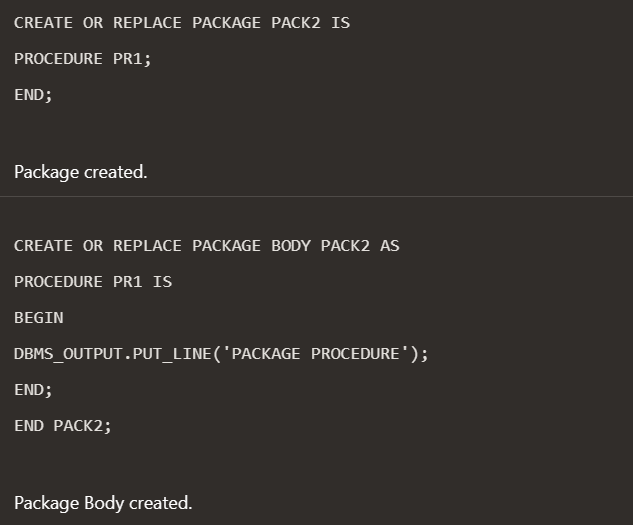 CREATE OR REPLACE PACKAGE PACK2 IS
PROCEDURE PR1;
END;
Package created.
CREATE OR REPLACE PACKAGE BODY PACK2 AS
PROCEDURE PR1 IS
BEGIN
DBMS_OUTPUT.PUT_LINE('PACKAGE PROCEDURE');
END;
END PACK2;
Package Body created.